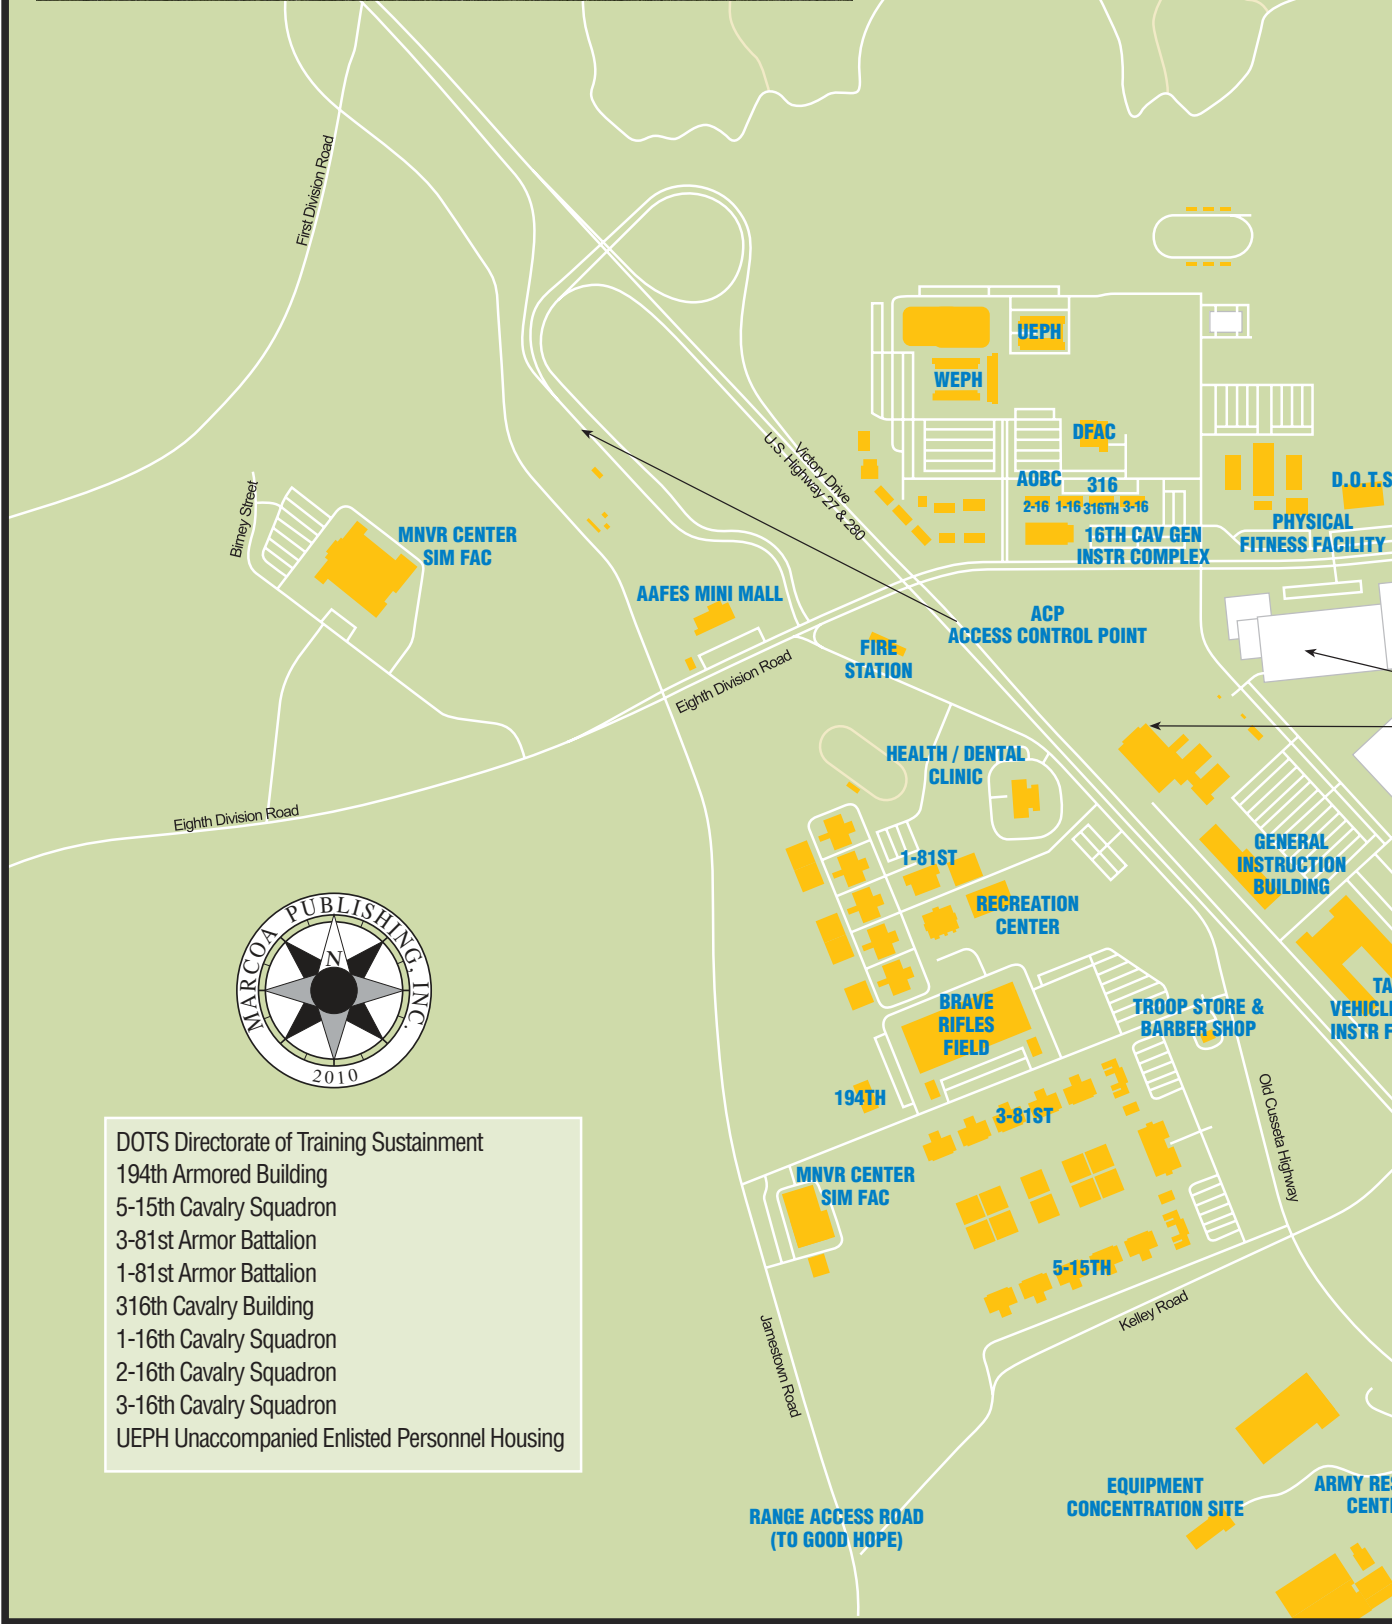 First Division Road
UEPH
WEPH
Victory Drive
U.S. Highway 27 & 280
DFAC
AOBC
316
2-16
1-16
316TH
3-16
D.O.T.S
PHYSICAL
FITNESS FACILITY
16TH CAV GEN
INSTR COMPLEX
Birney Street
MNVR CENTER
SIM FAC
AAFES MINI MALL
ACP
ACCESS CONTROL POINT
FIRE
STATION
Eighth Division Road
HEALTH / DENTAL
CLINIC
Eighth Division Road
1-81ST
GENERAL
INSTRUCTION
BUILDING
RECREATION
CENTER
MARCOA PUBLISHING, INC.
N
2010
BRAVE
RIFLES
FIELD
TROOP STORE &
BARBER SHOP
TA
VEHICLE
INSTR F
194TH
3-81ST
Old Cusseta Highway
MNVR CENTER
SIM FAC
5-15TH
Kelley Road
Jamestown Road
DOTS Directorate of Training Sustainment
194th Armored Building
5-15th Cavalry Squadron
3-81st Armor Battalion
1-81st Armor Battalion
316th Cavalry Building
1-16th Cavalry Squadron
2-16th Cavalry Squadron
3-16th Cavalry Squadron
UEPH Unaccompanied Enlisted Personnel Housing
EQUIPMENT
CONCENTRATION SITE
ARMY RES
CENT
RANGE ACCESS ROAD
(TO GOOD HOPE)